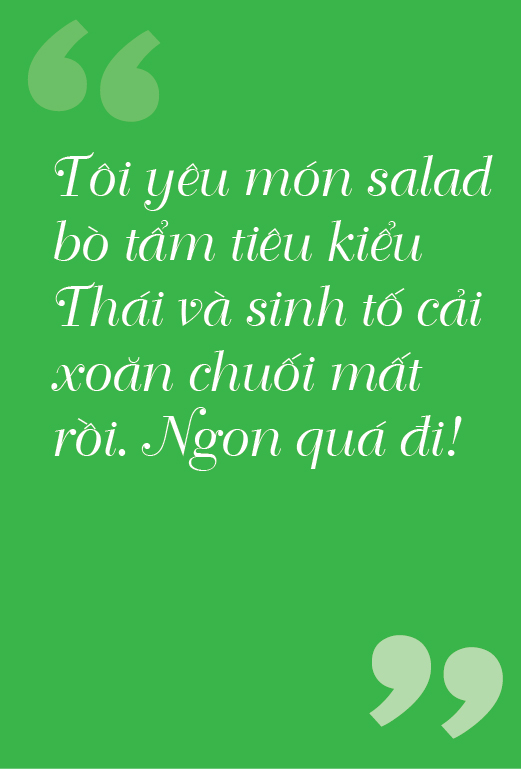 Tôi yêu món salad
bò tẩm tiêu kiểu
Thái và sinh tố cải
xoăn chuối mất
rồi. Ngon quá đi!